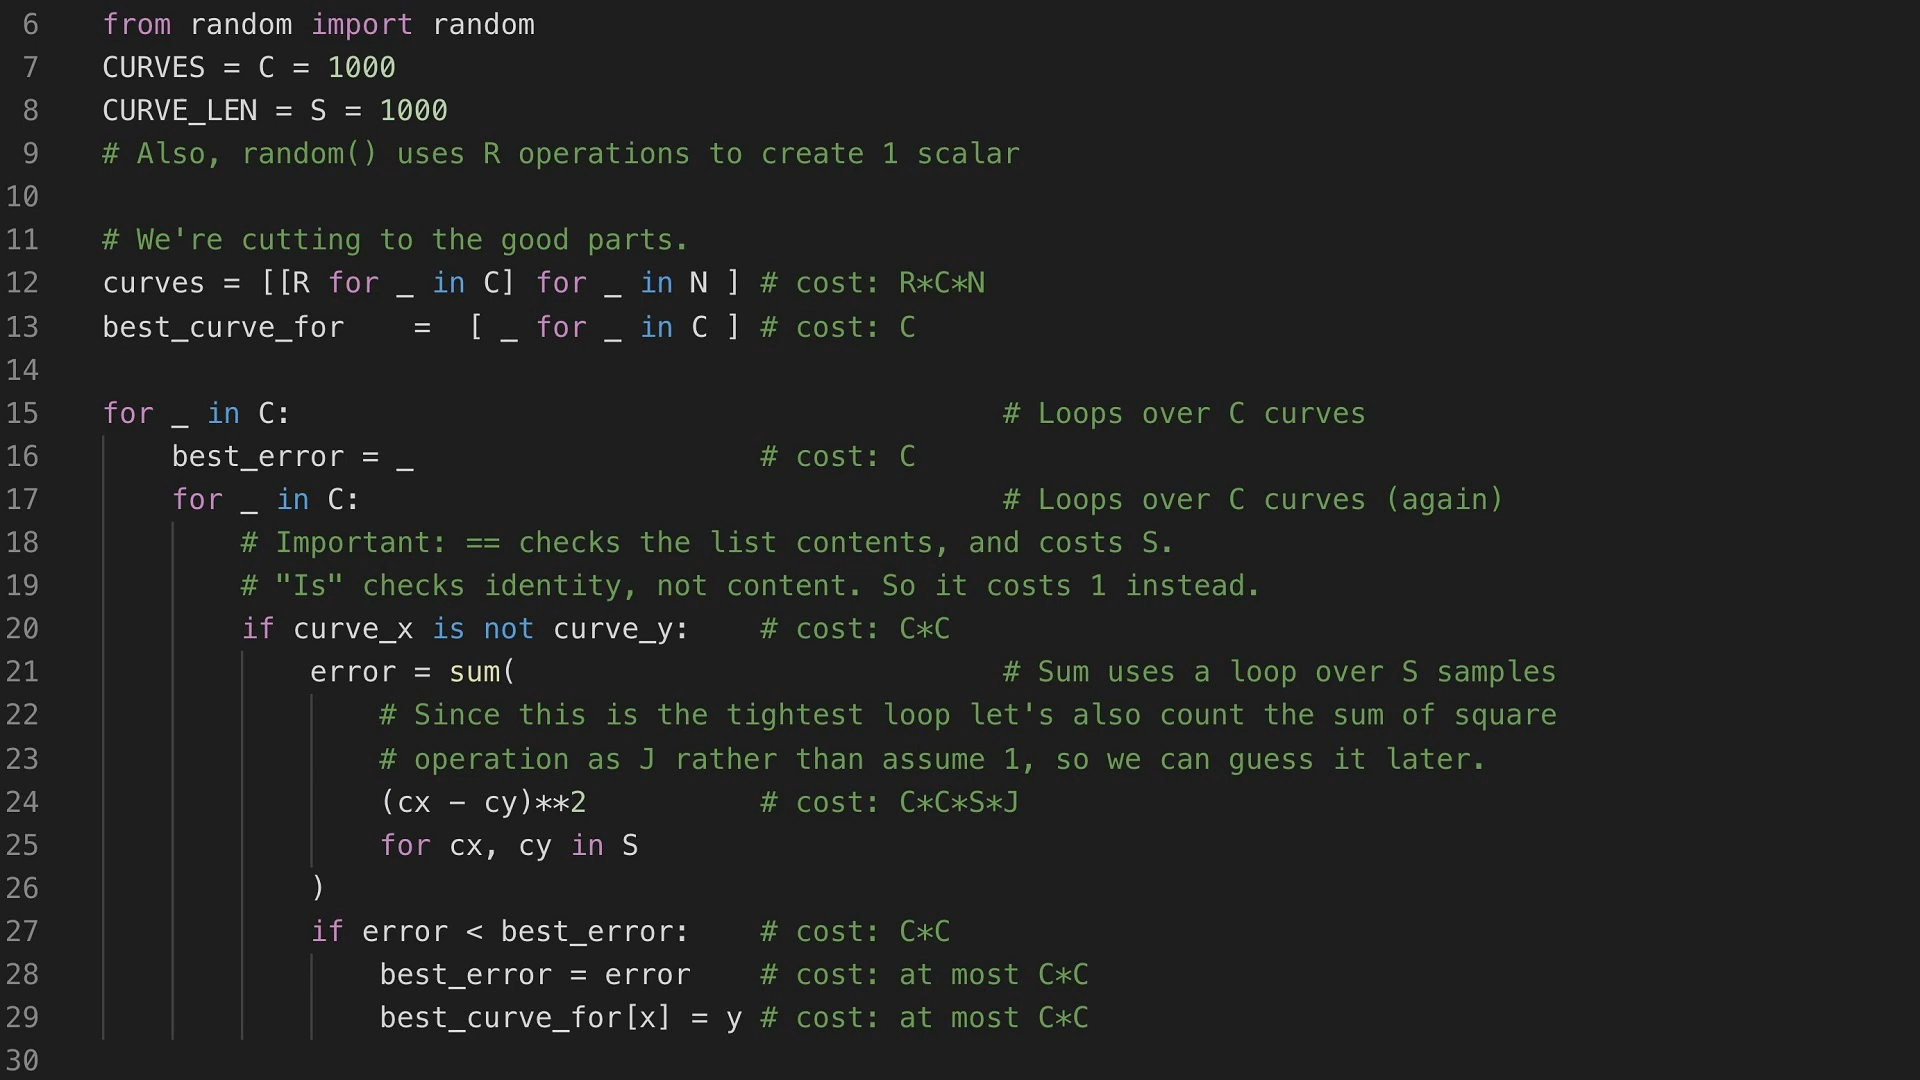 6 from random import random
7 CURVES = C = 1000
8 CURVE_LEN = S = 1000
9 # Also, random() uses R operations to create 1 scalar
10
11 # We're cutting to the good parts.
12 curves = [[R for _ in C] for _ in N ] # cost: R*C*N
13 best_curve_for    =  [ _ for _ in C ] # cost: C
14
15 for _ in C: # Loops over C curves
16 best_error = _ # cost: C
17 for _ in C: # Loops over C curves (again)
18 # Important: == checks the list contents, and costs S.
19 # "Is" checks identity, not content. So it costs 1 instead.
20 if curve_x is not curve_y: # cost: C*C
21 error = sum( # Sum uses a loop over S samples
22 # Since this is the tightest loop let's also count the sum of square
23 # operation as J rather than assume 1, so we can guess it later.
24 (cx − cy)**2 # cost: C*C*S*J
25 for cx, cy in S
26 )
27 if error < best_error: # cost: C*C
28 best_error = error # cost: at most C*C
29 best_curve_for[x] = y # cost: at most C*C
30